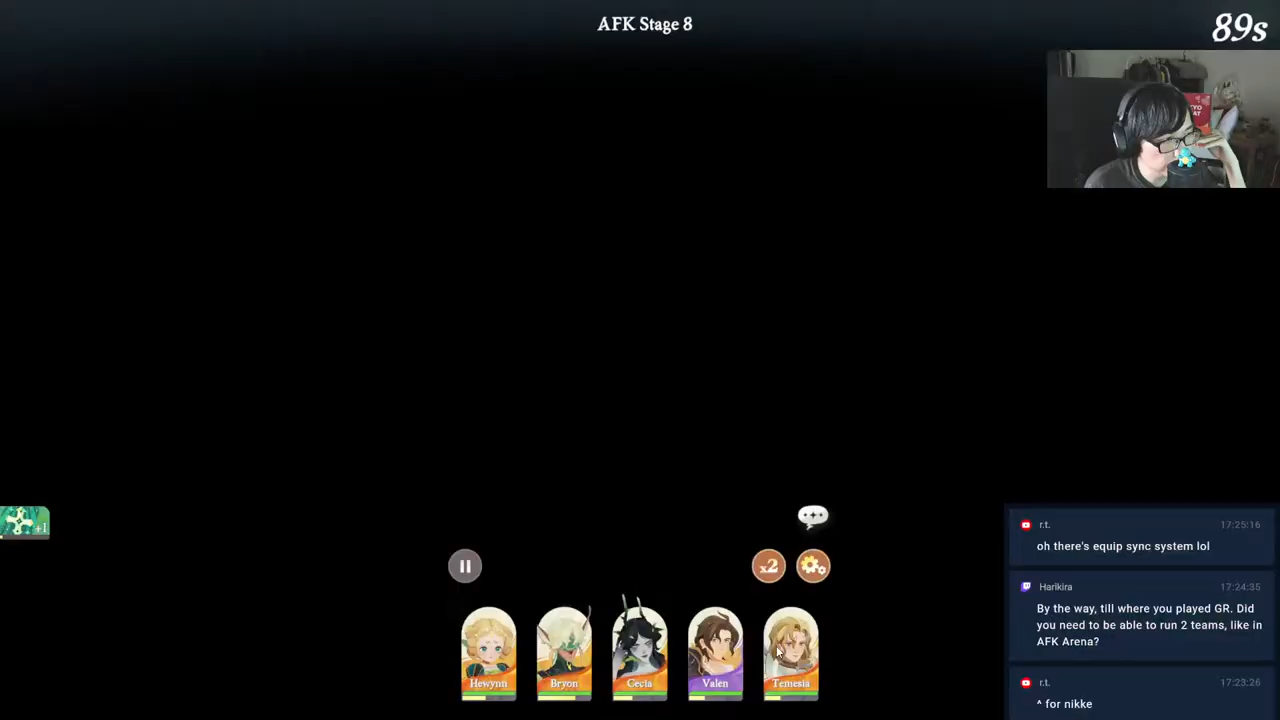 AFK Stage 8
89s
+1
x2
Hewynn
Bryon
Cecia
Valen
Temesia
r.t.
17:25:16
oh there's equip sync system lol
Harikira
17:24:35
By the way, till where you played GR. Did
you need to be able to run 2 teams, like in
AFK Arena?
r.t.
17:23:26
^ for nikke